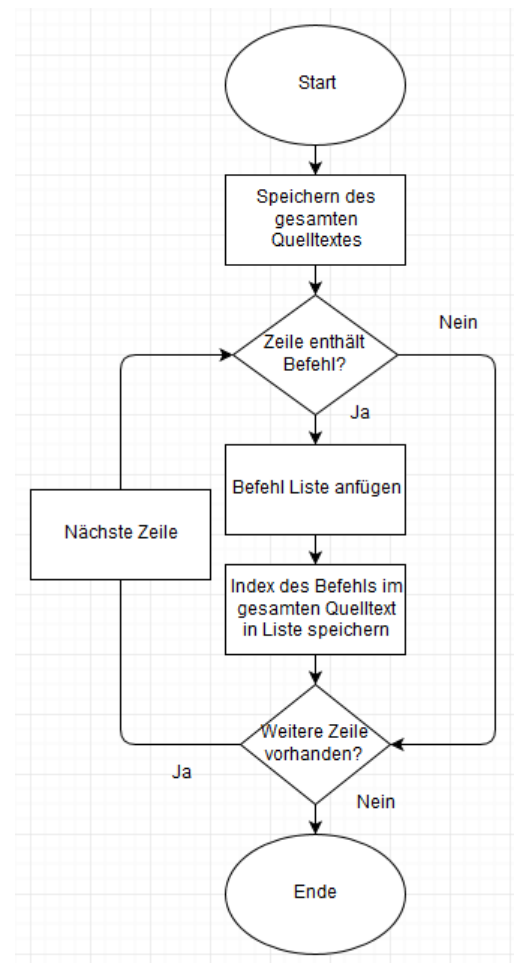 Start
Speichern des
gesamten
Quelltextes
Nein
Zeile enthält
Befehl?
Ja
Befehl Liste anfügen
Nächste Zeile
Index des Befehls im
gesamten Quelltext
in Liste speichern
Weitere Zeile
vorhanden?
Ja
Nein
Ende